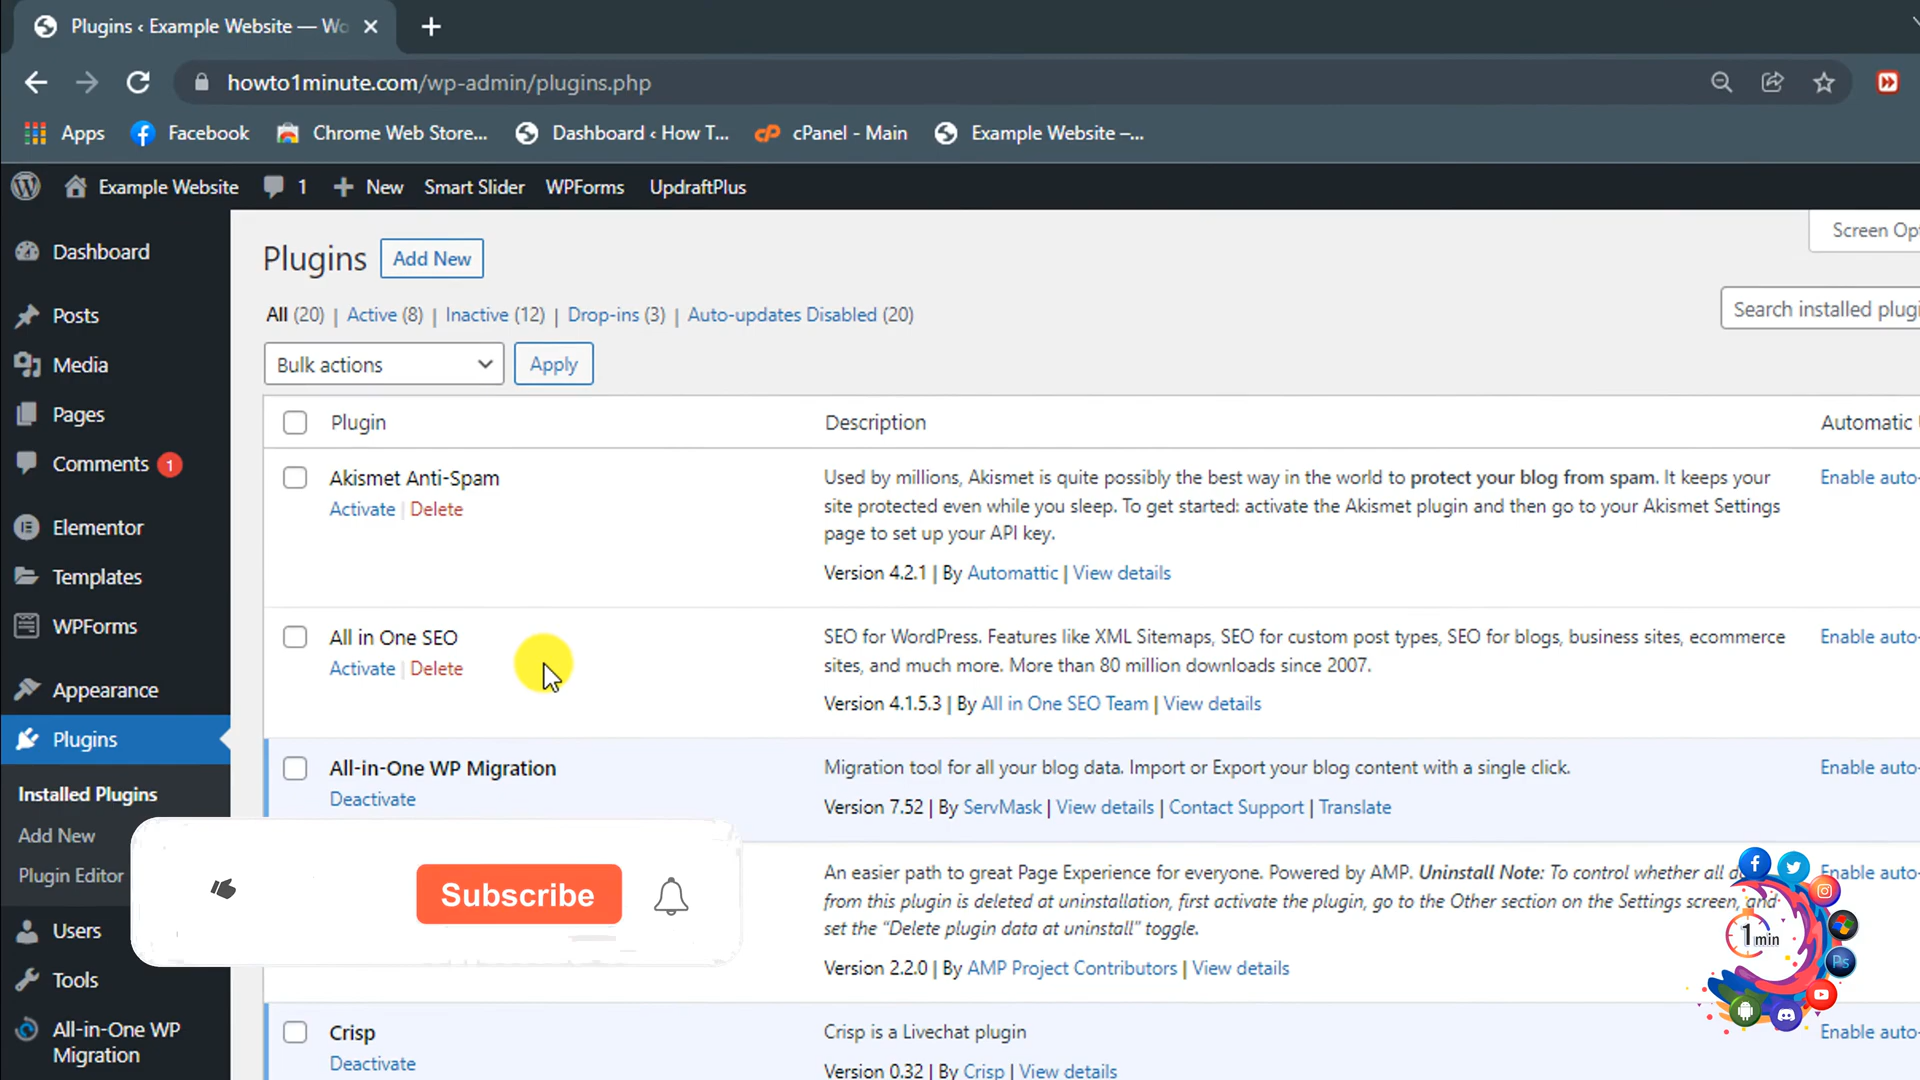 Plugins ‹ Example Website — Wo
howto1minute.com/wp-admin/plugins.php
Apps Facebook Chrome Web Store... Dashboard ‹ How T... cPanel - Main Example Website –...
Example Website 1 New Smart Slider WPForms UpdraftPlus
Screen Op
Dashboard
Posts
Media
Pages
Comments 1
Elementor
Templates
WPForms
Appearance
Plugins
Installed Plugins
Add New
Plugin Editor
Users
Tools
All-in-One WP
Migration
Plugins Add New
All (20) | Active (8) | Inactive (12) | Drop-ins (3) | Auto-updates Disabled (20)
Search installed plugi
Bulk actions Apply
Plugin Description Automatic
Akismet Anti-Spam
Activate | Delete
Used by millions, Akismet is quite possibly the best way in the world to protect your blog from spam. It keeps your
site protected even while you sleep. To get started: activate the Akismet plugin and then go to your Akismet Settings
page to set up your API key.
Version 4.2.1 | By Automattic | View details
Enable auto-
All in One SEO
Activate | Delete
SEO for WordPress. Features like XML Sitemaps, SEO for custom post types, SEO for blogs, business sites, ecommerce
sites, and much more. More than 80 million downloads since 2007.
Version 4.1.5.3 | By All in One SEO Team | View details
Enable auto-
All-in-One WP Migration
Deactivate
Migration tool for all your blog data. Import or Export your blog content with a single click.
Version 7.52 | By ServMask | View details | Contact Support | Translate
Enable auto-
An easier path to great Page Experience for everyone. Powered by AMP. Uninstall Note: To control whether all d
from this plugin is deleted at uninstallation, first activate the plugin, go to the Other section on the Settings screen, and
set the “Delete plugin data at uninstall” toggle.
Version 2.2.0 | By AMP Project Contributors | View details
Enable auto-
Crisp
Deactivate
Crisp is a Livechat plugin
Version 0.32 | By Crisp | View details
Enable auto-
Subscribe
1 min
Ps